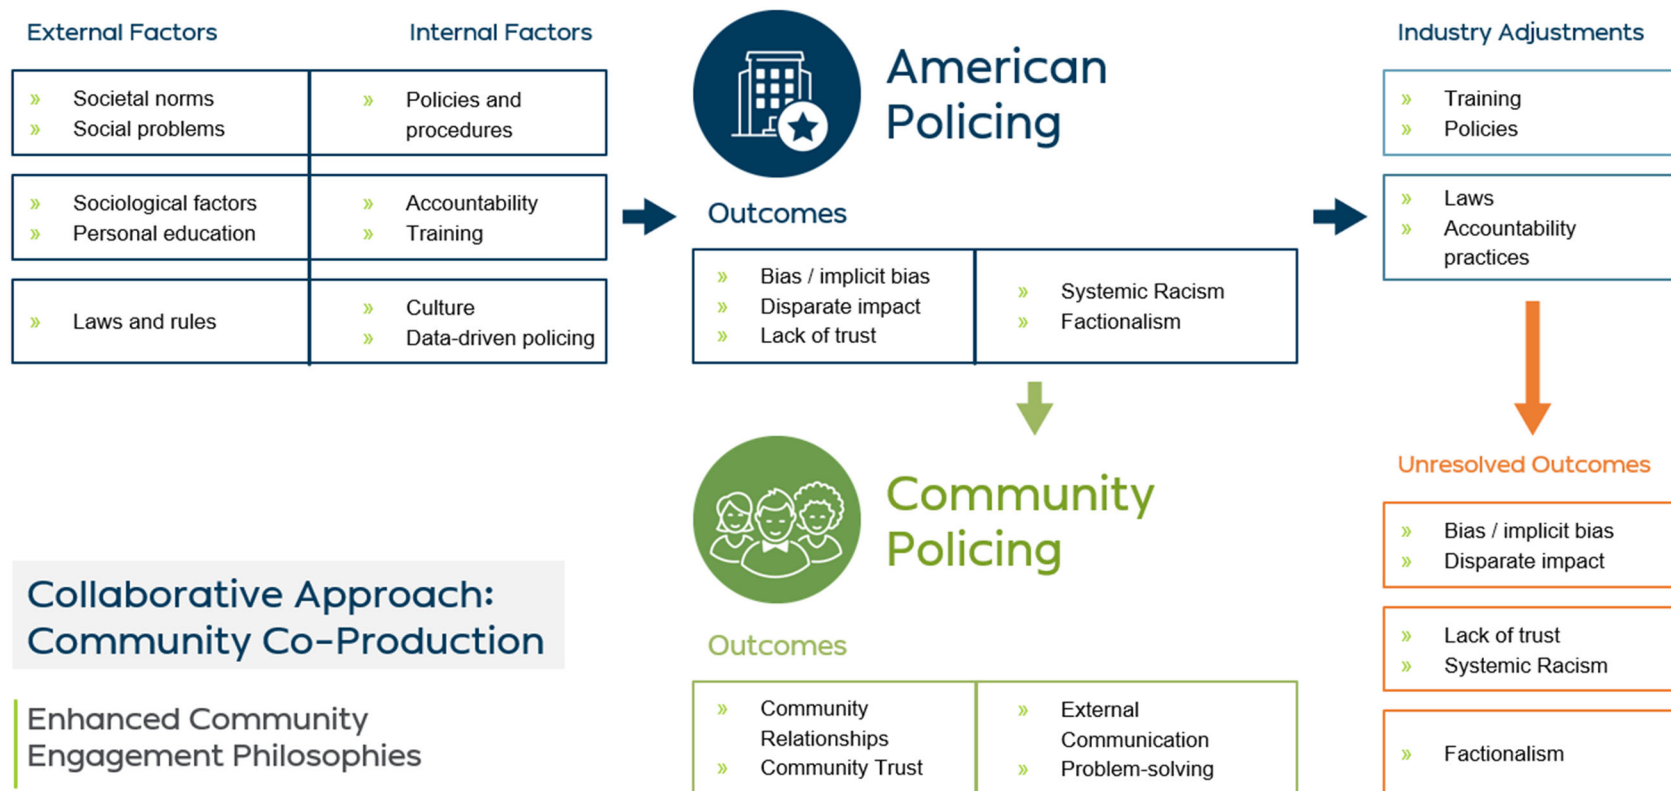 External Factors
Internal Factors
» Societal norms
» Social problems
» Policies and
procedures
» Sociological factors
» Personal education
» Accountability
» Training
» Laws and rules
» Culture
» Data-driven policing
American
Policing
Outcomes
» Bias / implicit bias
» Disparate impact
» Lack of trust
» Systemic Racism
» Factionalism
Industry Adjustments
» Training
» Policies
» Laws
» Accountability
practices
Community
Policing
Outcomes
» Community
Relationships
» Community Trust
» External
Communication
» Problem-solving
Unresolved Outcomes
» Bias / implicit bias
» Disparate impact
» Lack of trust
» Systemic Racism
» Factionalism
Collaborative Approach:
Community Co-Production
Enhanced Community
Engagement Philosophies